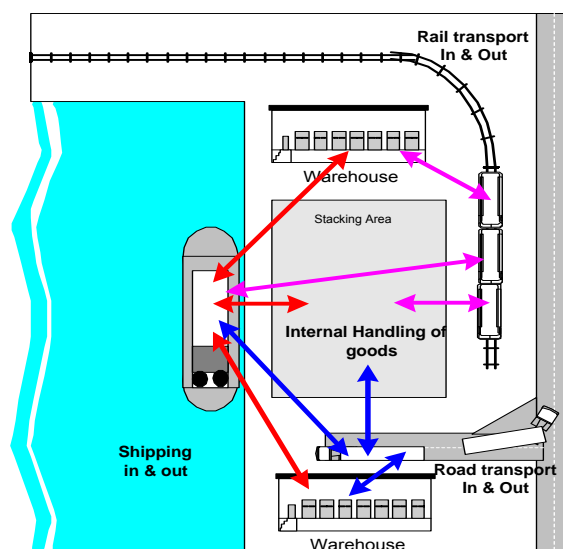 Rail transport
In & Out
Warehouse
Stacking Area
Internal Handling of
goods
Shipping
in & out
Road transport
In & Out
Warehouse